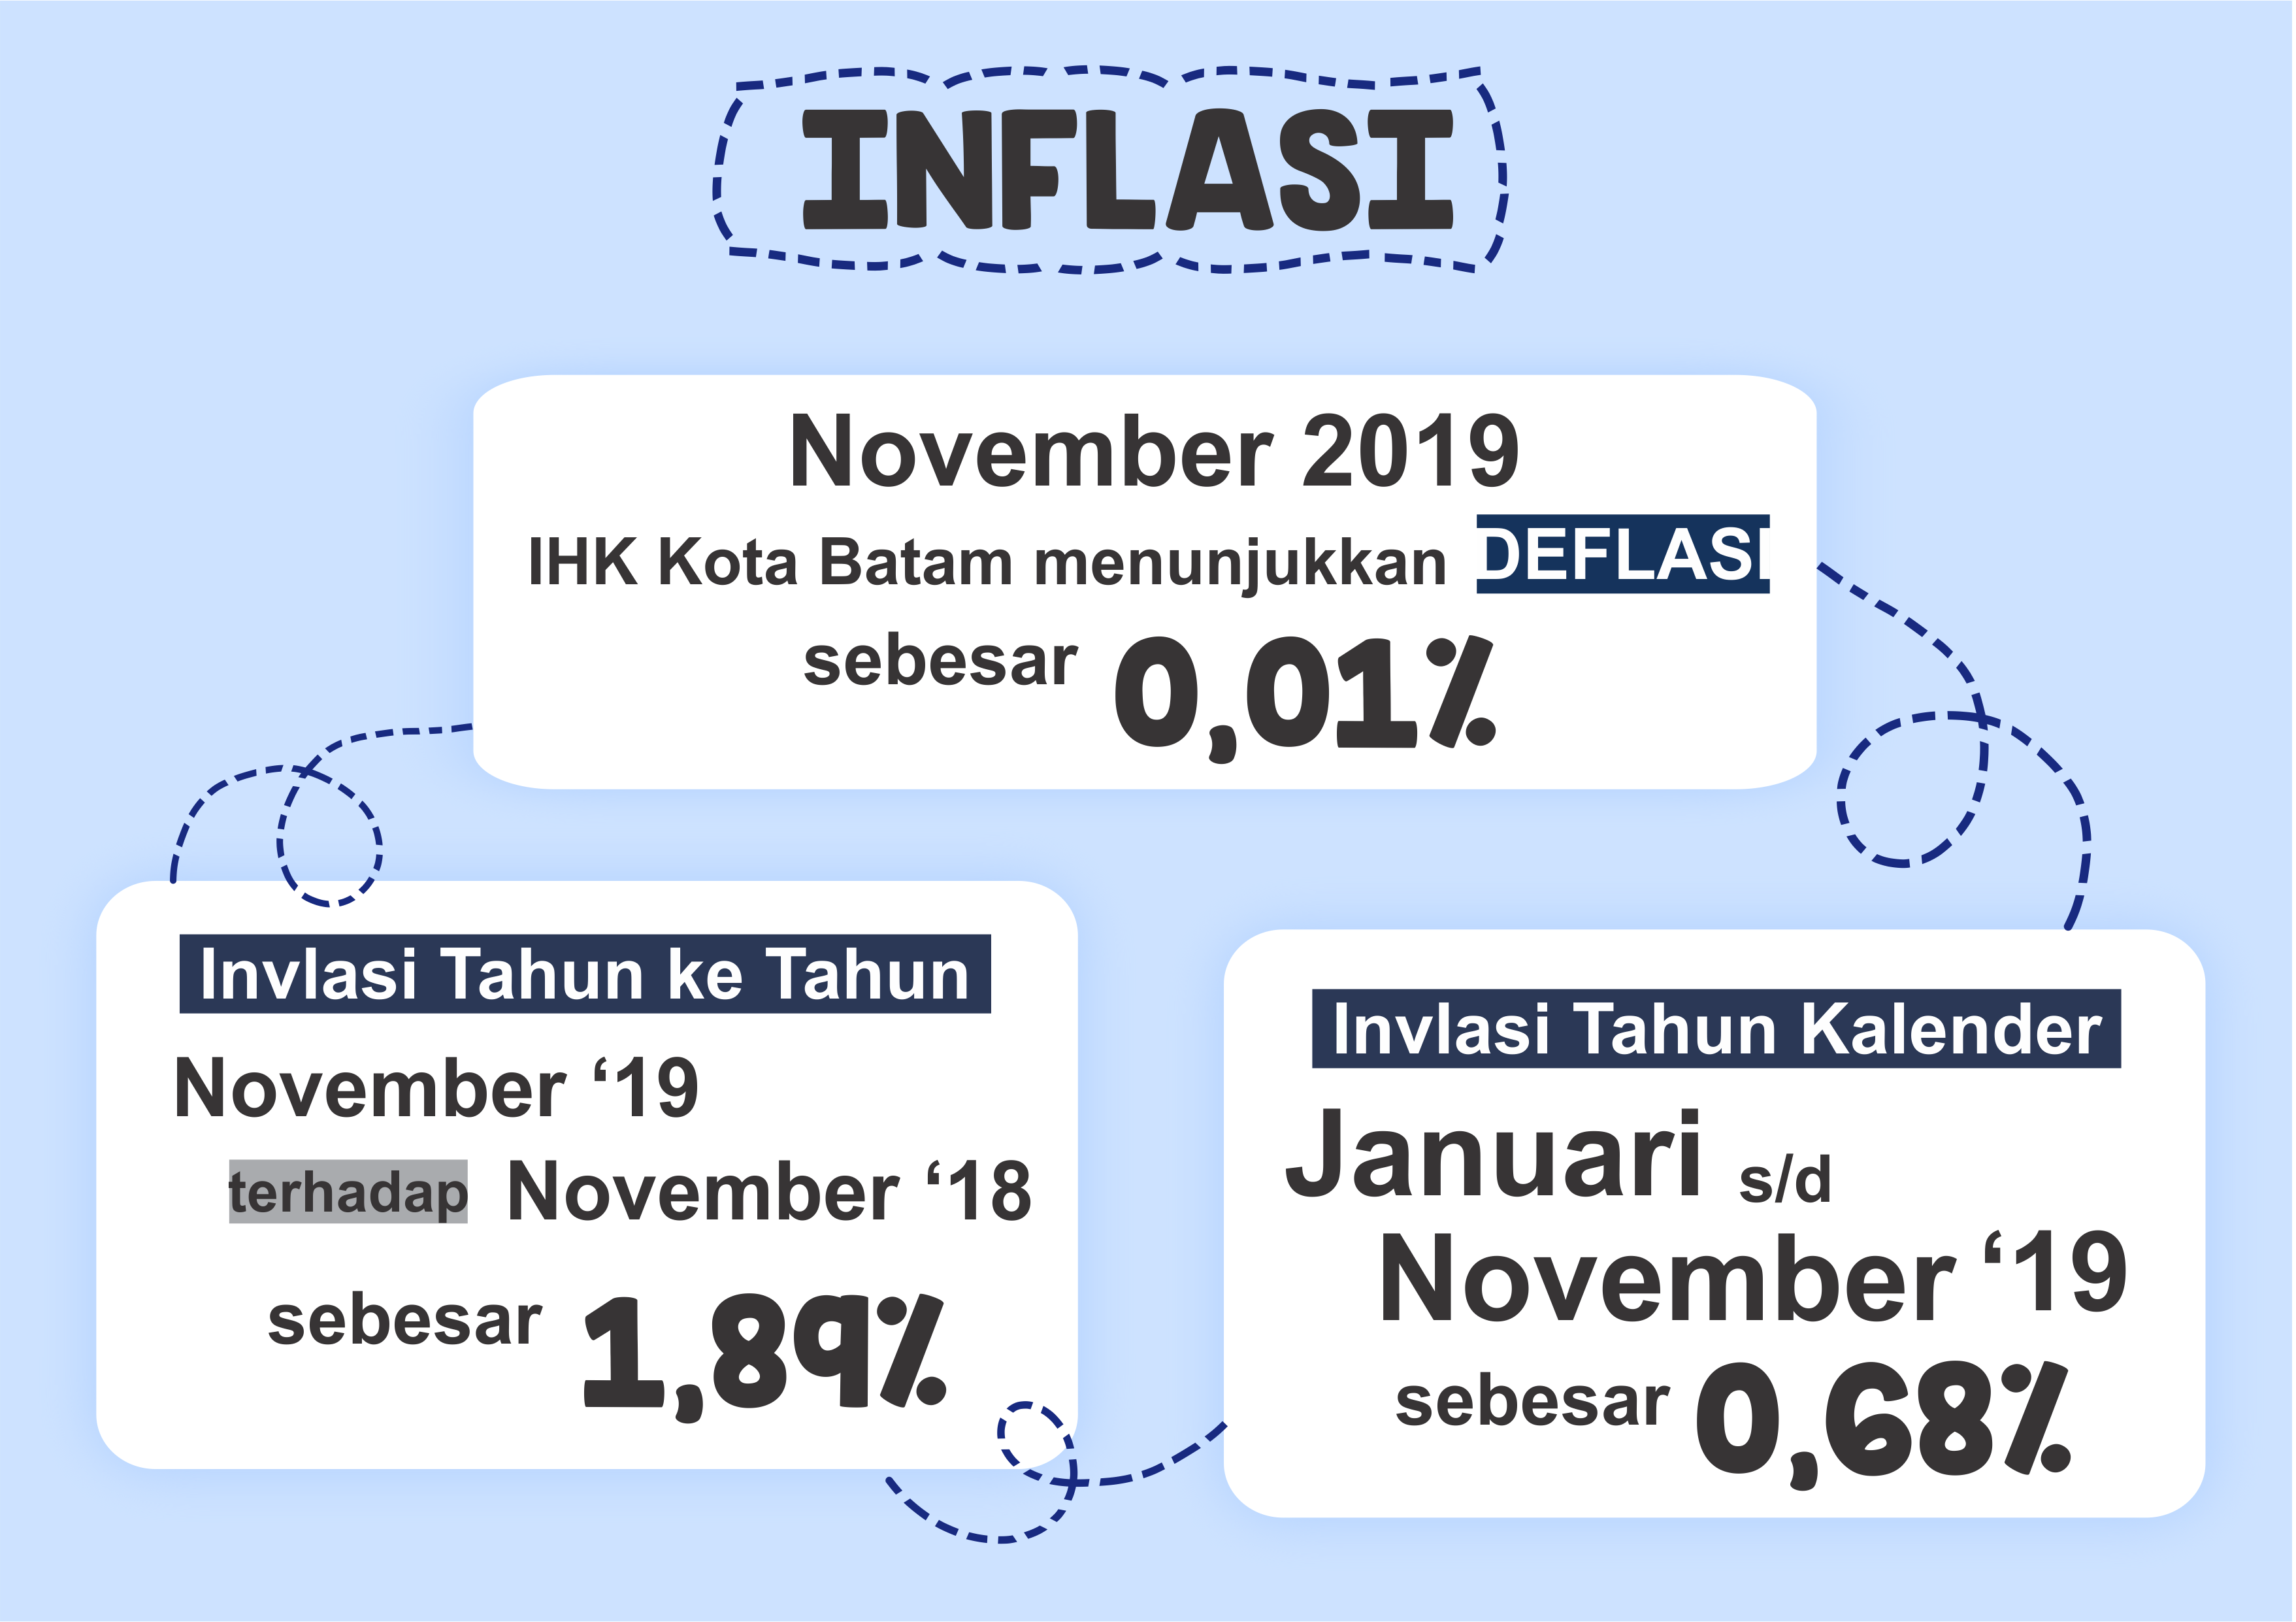 INFLASI
November 2019
IHK Kota Batam menunjukkan DEFLASI
sebesar 0,01%
Invlasi Tahun ke Tahun
November ‘19
terhadap November ‘18
sebesar 1,89%
Invlasi Tahun Kalender
Januari s/d
November ‘19
sebesar 0,68%